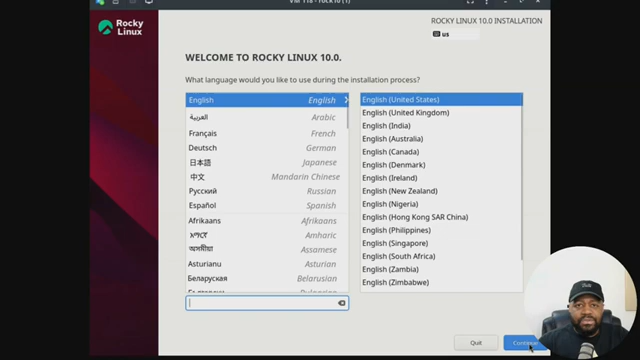 Rocky
Linux
ROCKY LINUX 10.0 INSTALLATION
us
WELCOME TO ROCKY LINUX 10.0.
What language would you like to use during the installation process?
English English
العربية Arabic
Français French
Deutsch German
日本語 Japanese
中文 Mandarin Chinese
Русский Russian
Español Spanish
Afrikaans Afrikaans
አማርኛ Amharic
অসমীয়া Assamese
Asturianu Asturian
Беларуская Belarusian
English (United States)
English (United Kingdom)
English (India)
English (Australia)
English (Canada)
English (Denmark)
English (Ireland)
English (New Zealand)
English (Nigeria)
English (Hong Kong SAR China)
English (Philippines)
English (Singapore)
English (South Africa)
English (Zambia)
English (Zimbabwe)
Quit